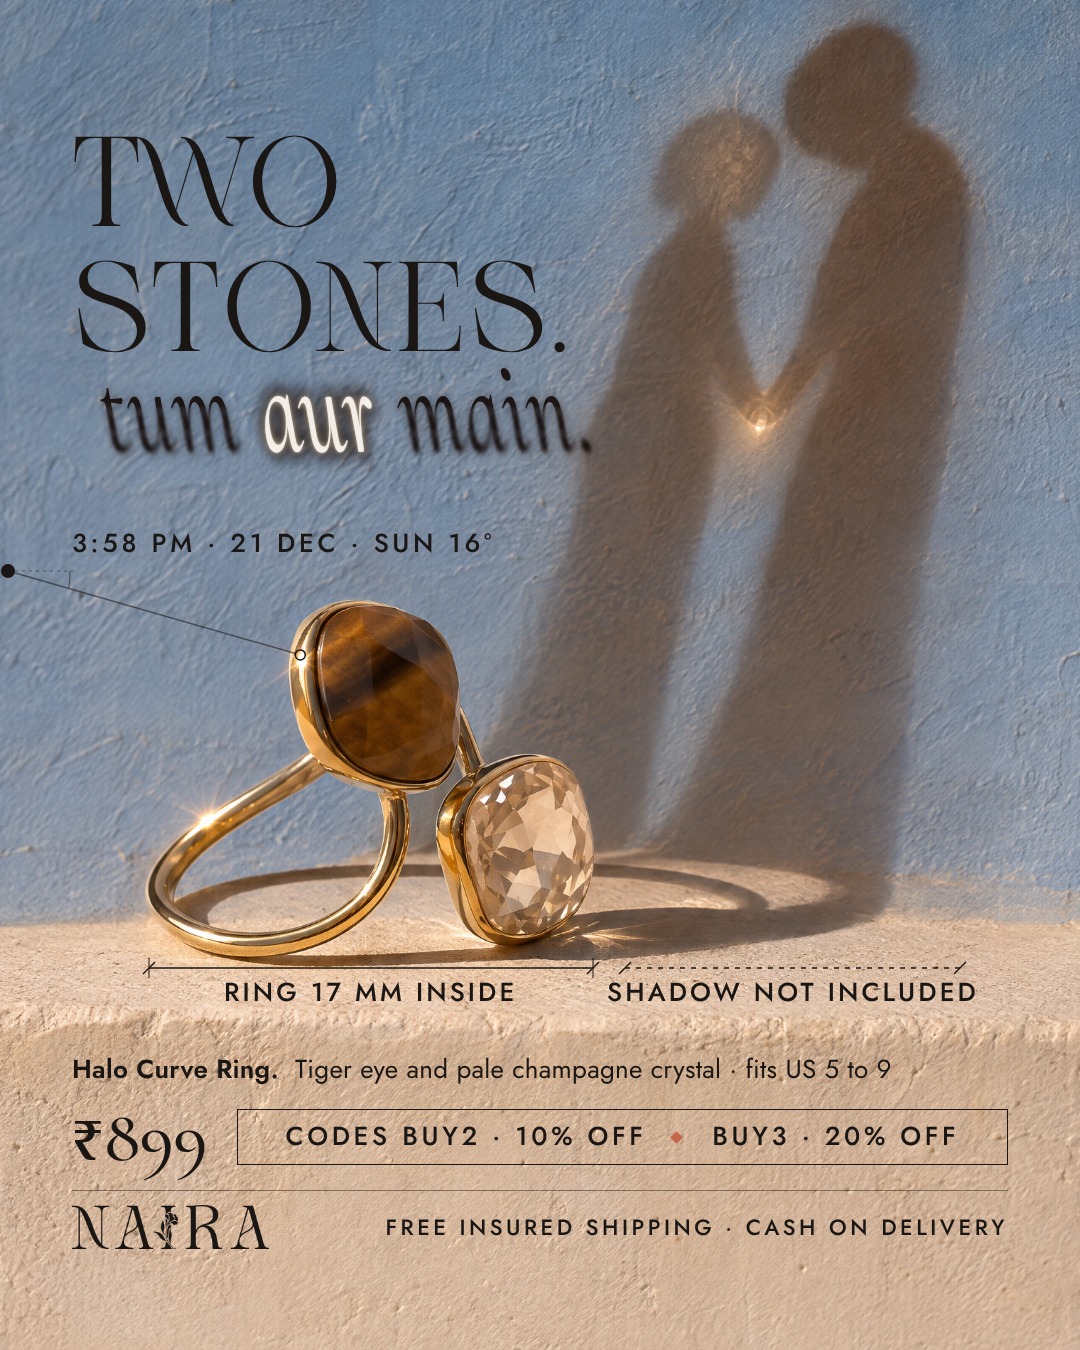 TWO
STONES.
tum aur main.
3:58 PM · 21 DEC · SUN 16°
RING 17 MM INSIDE
SHADOW NOT INCLUDED
Halo Curve Ring. Tiger eye and pale champagne crystal · fits US 5 to 9
₹899
CODES BUY2 · 10% OFF ◆ BUY3 · 20% OFF
NAIRA
FREE INSURED SHIPPING · CASH ON DELIVERY